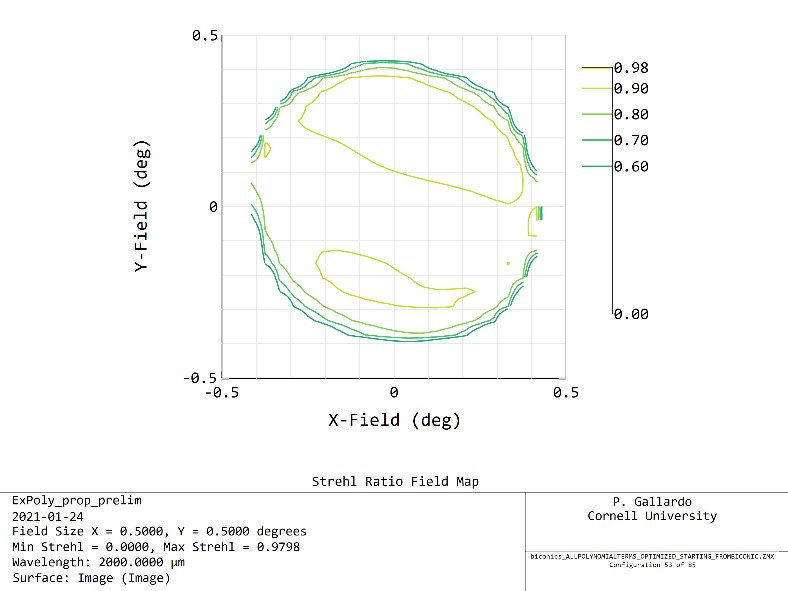 0.5
0
-0.5
-0.5
0
0.5
Y-Field (deg)
X-Field (deg)
0.98
0.90
0.80
0.70
0.60
0.00
Strehl Ratio Field Map
ExPoly_prop_prelim
2021-01-24
Field Size X = 0.5000, Y = 0.5000 degrees
Min Strehl = 0.0000, Max Strehl = 0.9798
Wavelength: 2000.0000 µm
Surface: Image (Image)
P. Gallardo
Cornell University
biconics_ALLPOLYNOMIALTERMS_OPTIMIZED_STARTING_FROMBICONIC.ZMX
Configuration 53 of 85